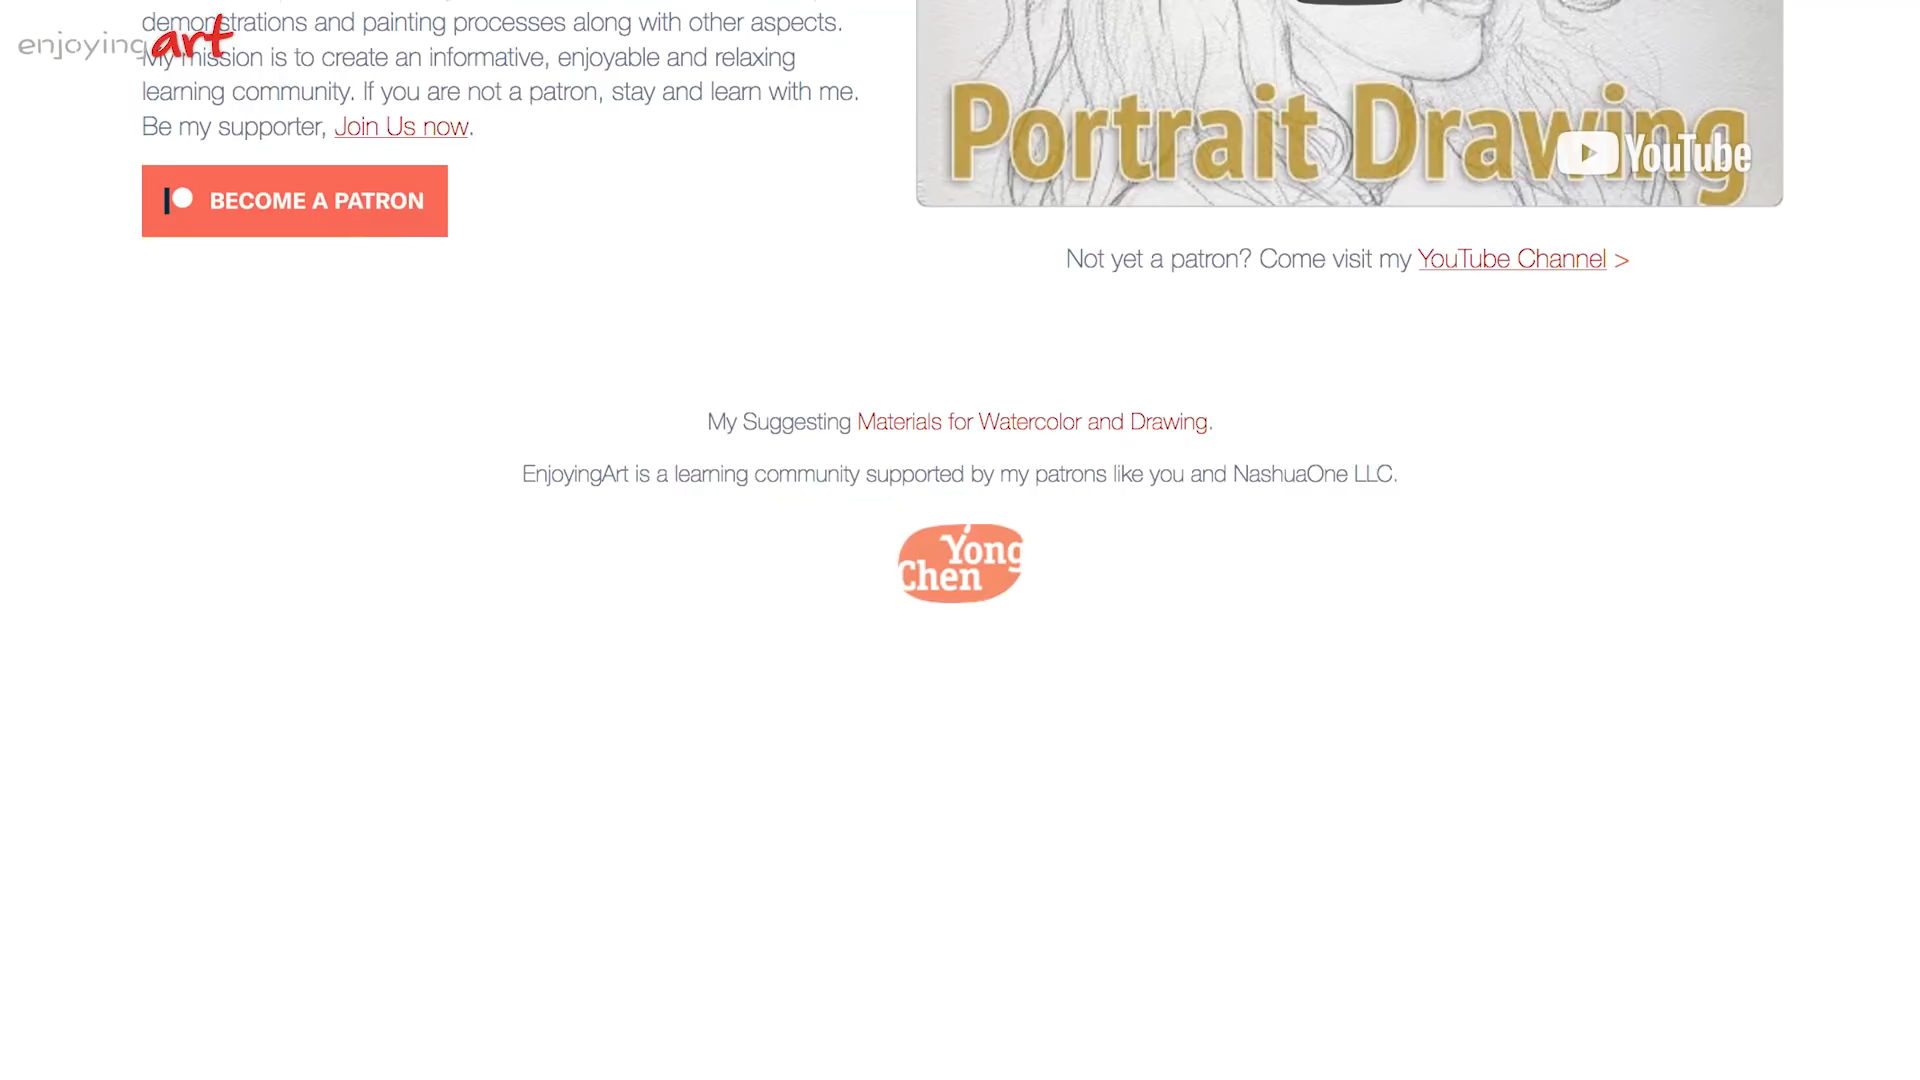 demonstrations and painting processes along with other aspects.
enjoying art
My mission is to create an informative, enjoyable and relaxing
learning community. If you are not a patron, stay and learn with me.
Be my supporter, Join Us now.
BECOME A PATRON
Portrait Drawing
YouTube
Not yet a patron? Come visit my YouTube Channel >
My Suggesting Materials for Watercolor and Drawing.
EnjoyingArt is a learning community supported by my patrons like you and NashuaOne LLC.
Yong
Chen